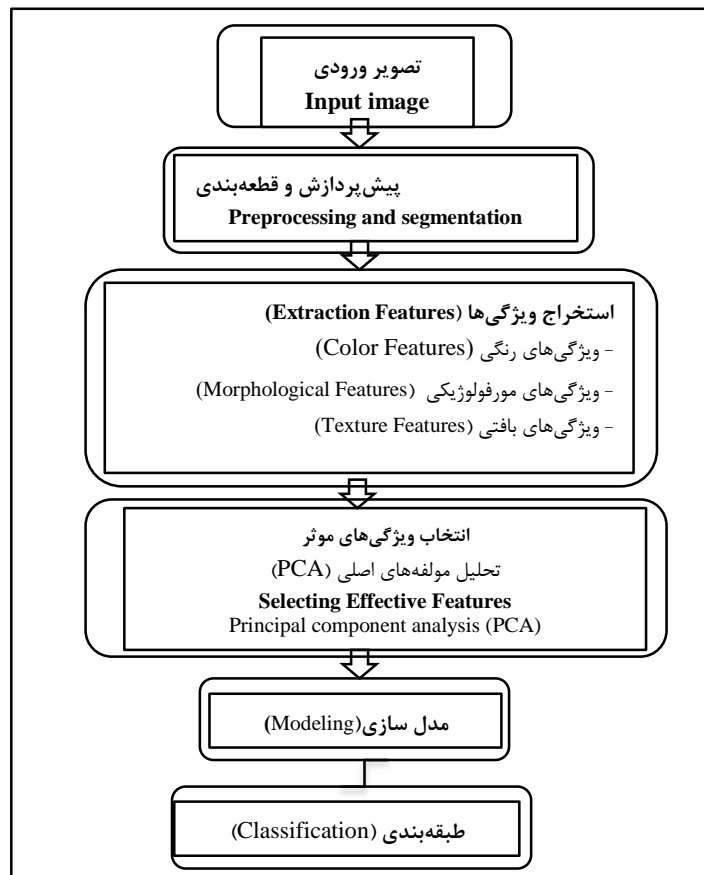 تصویر ورودی
Input image
پیش‌پردازش و قطعه‌بندی
Preprocessing and segmentation
استخراج ویژگی‌ها (Extraction Features)
- ویژگی‌های رنگی (Color Features)
- ویژگی‌های مورفولوژیکی (Morphological Features)
- ویژگی‌های بافتی (Texture Features)
انتخاب ویژگی‌های موثر
تحلیل مولفه‌های اصلی (PCA)
Selecting Effective Features
Principal component analysis (PCA)
مدل سازی(Modeling)
طبقه‌بندی (Classification)